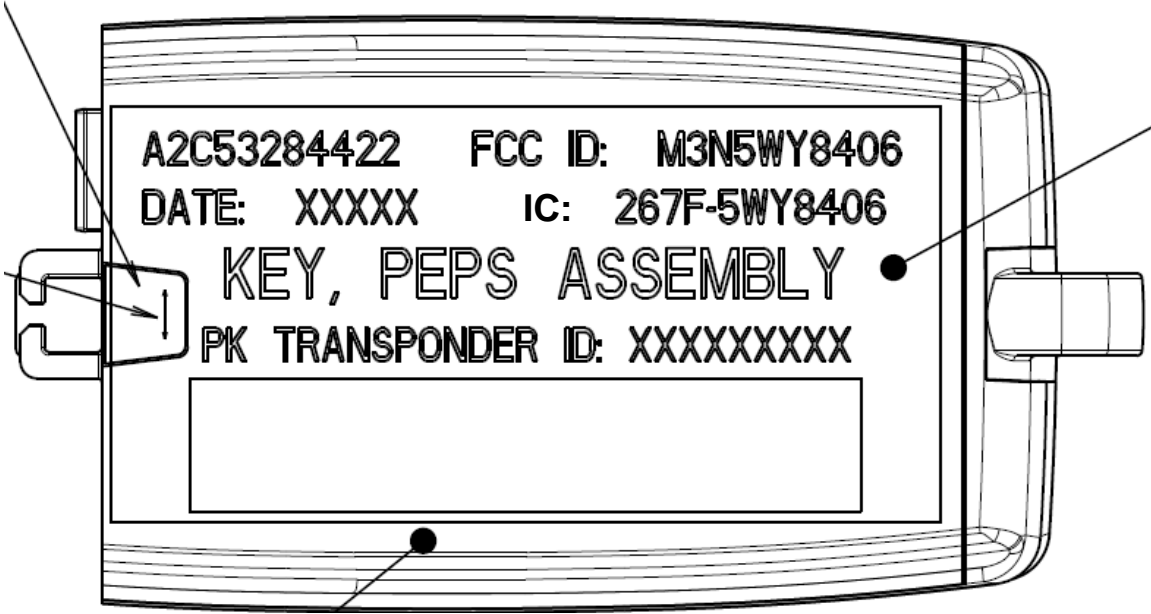 A2C53284422 FCC ID: M3N5WY8406
DATE: XXXXX IC: 267F-5WY8406
KEY, PEPS ASSEMBLY
PK TRANSPONDER ID: XXXXXXXXX